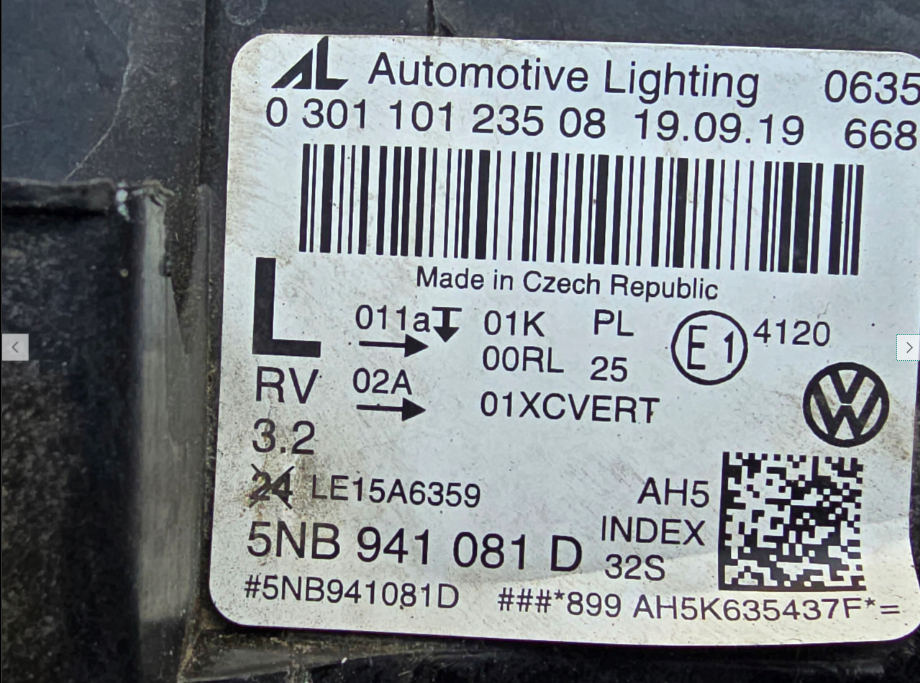 AL Automotive Lighting 0635
0 301 101 235 08 19.09.19 668
Made in Czech Republic
L 011a 01K PL E1 4120
00RL 25
RV 02A 01XCVERT
3.2
24 LE15A6359 AH5
5NB 941 081 D INDEX
32S
#5NB941081D ###*899 AH5K635437F*=
VW